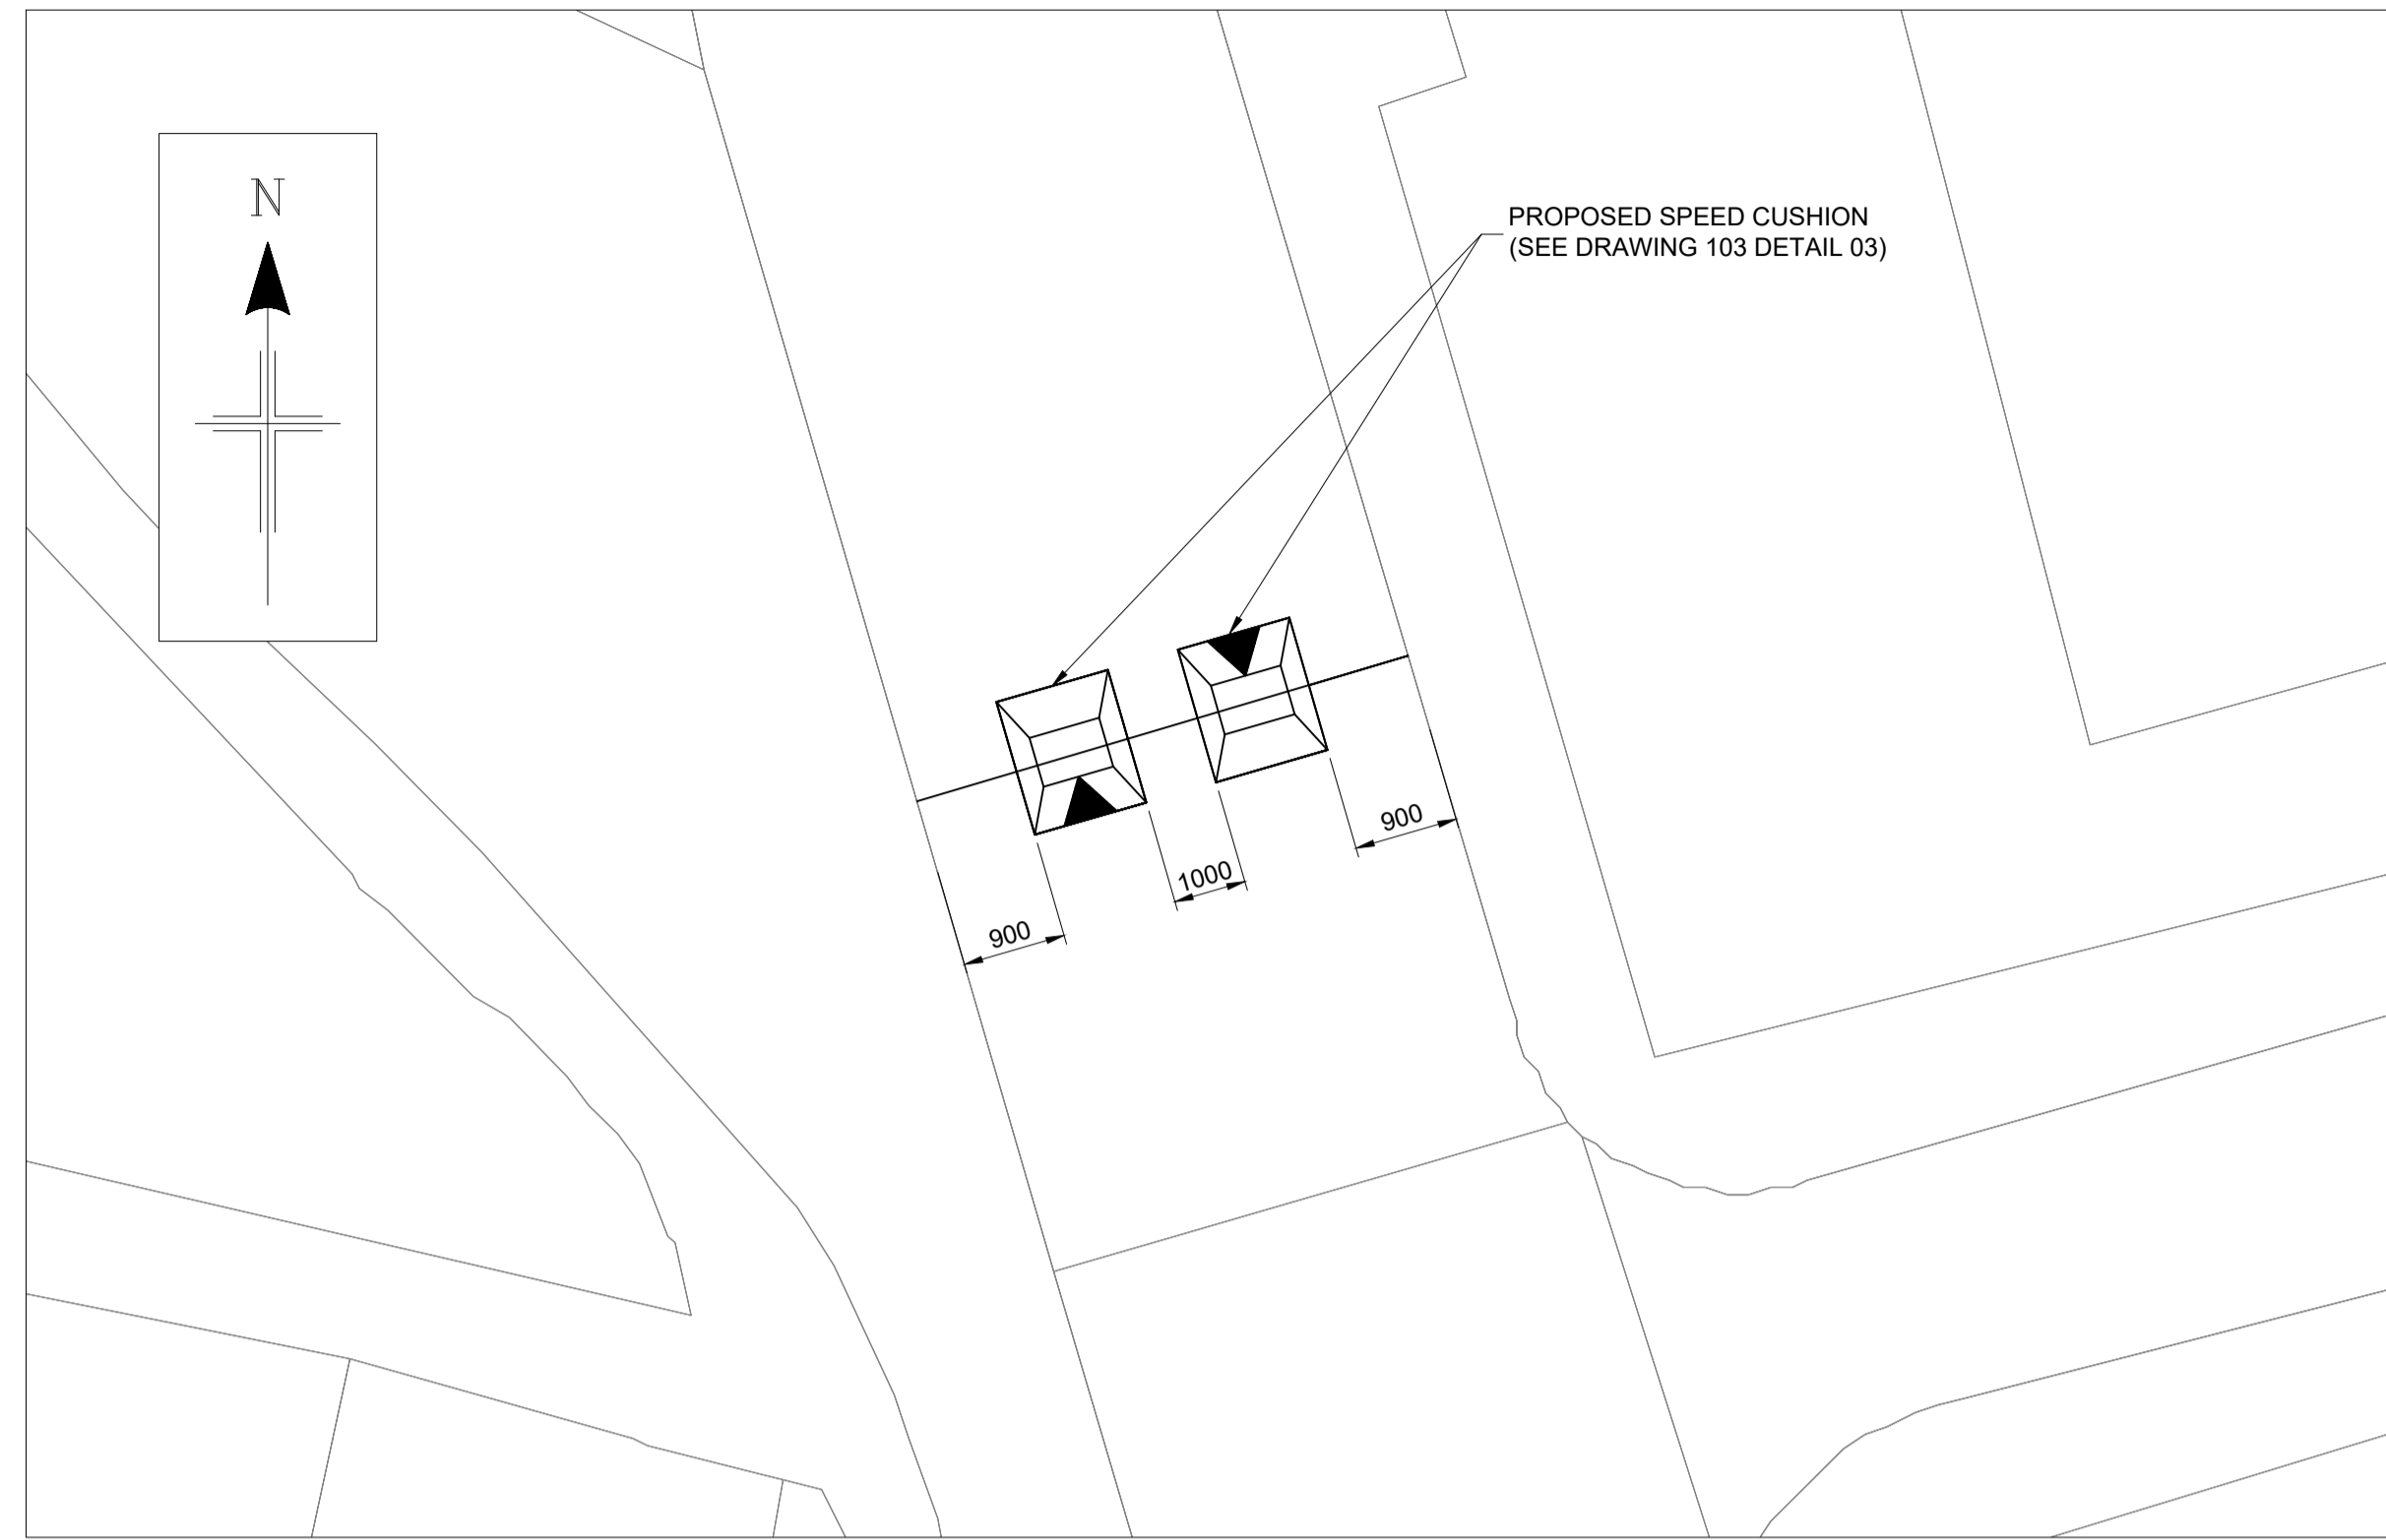 N
PROPOSED SPEED CUSHION
(SEE DRAWING 103 DETAIL 03)
900
1000
900